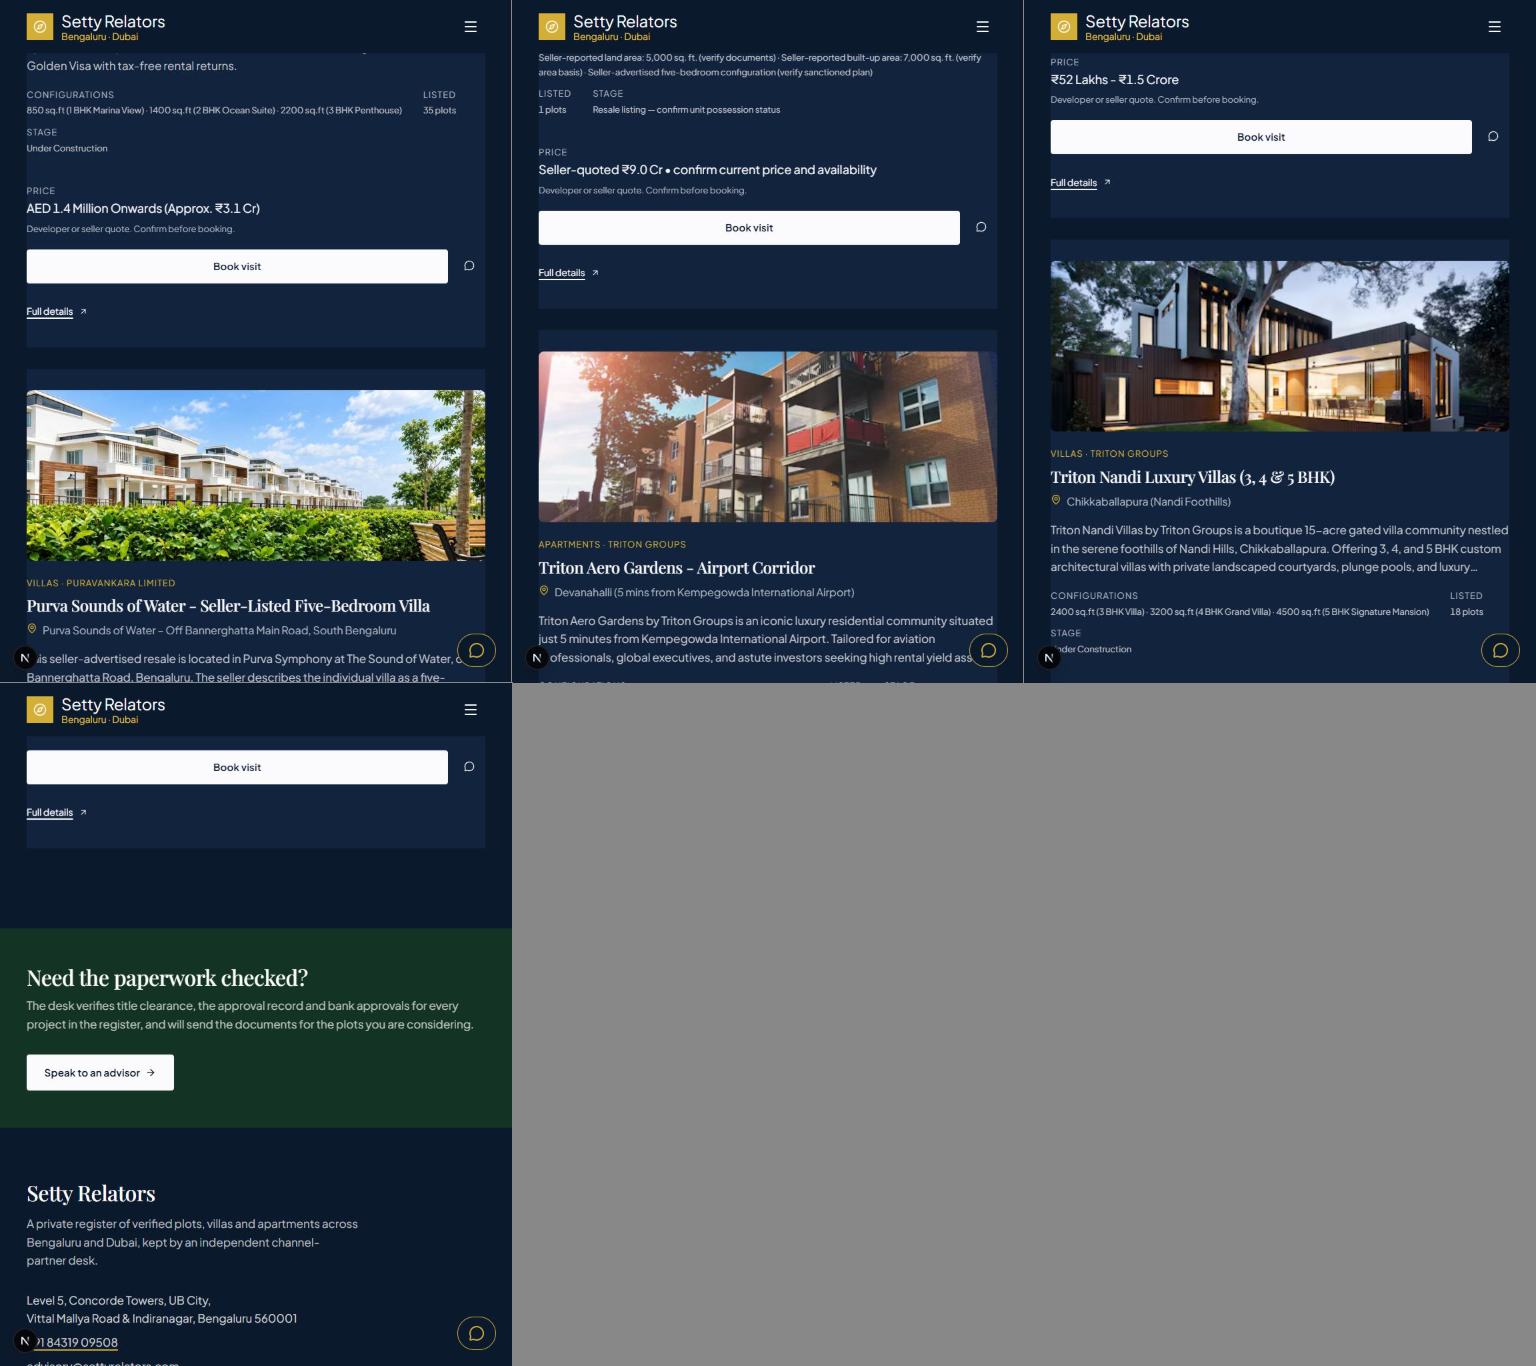 Setty Relators
Bengaluru · Dubai
Golden Visa with tax-free rental returns.
CONFIGURATIONS
LISTED
850 sq.ft (1 BHK Marina View) · 1400 sq.ft (2 BHK Ocean Suite) · 2200 sq.ft (3 BHK Penthouse)
35 plots
STAGE
Under Construction
PRICE
AED 1.4 Million Onwards (Approx. ₹3.1 Cr)
Developer or seller quote. Confirm before booking.
Book visit
Full details
VILLAS · PURAVANKARA LIMITED
Purva Sounds of Water - Seller-Listed Five-Bedroom Villa
Purva Sounds of Water – Off Bannerghatta Main Road, South Bengaluru
N
is seller-advertised resale is located in Purva Symphony at The Sound of Water,
Bannerghatta Road, Bengaluru. The seller describes the individual villa as a five-
Setty Relators
Bengaluru · Dubai
Seller-reported land area: 5,000 sq. ft. (verify documents) · Seller-reported built-up area: 7,000 sq. ft. (verify
area basis) · Seller-advertised five-bedroom configuration (verify sanctioned plan)
LISTED
STAGE
1 plots
Resale listing — confirm unit possession status
PRICE
Seller-quoted ₹9.0 Cr • confirm current price and availability
Developer or seller quote. Confirm before booking.
Book visit
Full details
APARTMENTS · TRITON GROUPS
Triton Aero Gardens - Airport Corridor
Devanahalli (5 mins from Kempegowda International Airport)
Triton Aero Gardens by Triton Groups is an iconic luxury residential community situated
just 5 minutes from Kempegowda International Airport. Tailored for aviation
N
ofessionals, global executives, and astute investors seeking high rental yield
Setty Relators
Bengaluru · Dubai
PRICE
₹52 Lakhs - ₹1.5 Crore
Developer or seller quote. Confirm before booking.
Book visit
Full details
VILLAS · TRITON GROUPS
Triton Nandi Luxury Villas (3, 4 & 5 BHK)
Chikkaballapura (Nandi Foothills)
Triton Nandi Villas by Triton Groups is a boutique 15-acre gated villa community nestled
in the serene foothills of Nandi Hills, Chikkaballapura. Offering 3, 4, and 5 BHK custom
architectural villas with private landscaped courtyards, plunge pools, and luxury…
CONFIGURATIONS
LISTED
2400 sq.ft (3 BHK Villa) · 3200 sq.ft (4 BHK Grand Villa) · 4500 sq.ft (5 BHK Signature Mansion)
18 plots
STAGE
N
der Construction
Setty Relators
Bengaluru · Dubai
Book visit
Full details
Need the paperwork checked?
The desk verifies title clearance, the approval record and bank approvals for every
project in the register, and will send the documents for the plots you are considering.
Speak to an advisor
Setty Relators
A private register of verified plots, villas and apartments across
Bengaluru and Dubai, kept by an independent channel-
partner desk.
Level 5, Concorde Towers, UB City,
Vittal Mallya Road & Indiranagar, Bengaluru 560001
N
91 84319 09508